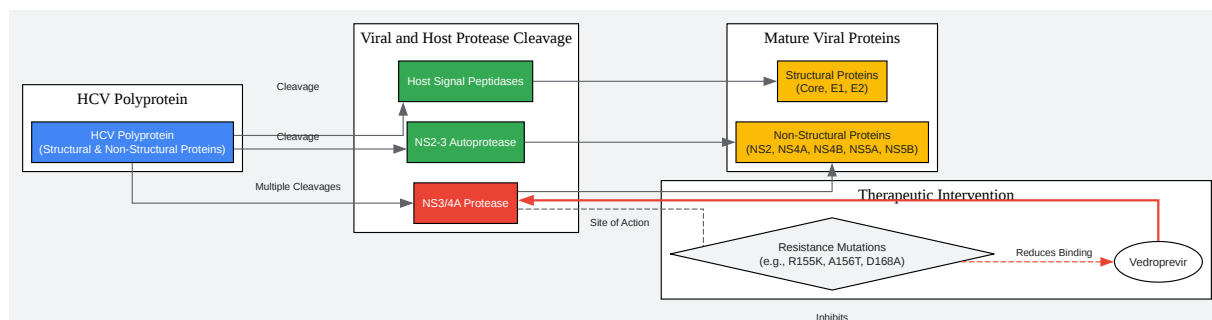 Viral and Host Protease Cleavage
Mature Viral Proteins
Host Signal Peptidases
Structural Proteins
(Core, E1, E2)
Cleavage
HCV Polyprotein
HCV Polyprotein
(Structural & Non-Structural Proteins)
Cleavage
NS2-3 Autoprotease
Non-Structural Proteins
(NS2, NS4A, NS4B, NS5A, NS5B)
Multiple Cleavages
NS3/4A Protease
Therapeutic Intervention
Site of Action
Resistance Mutations
(e.g., R155K, A156T, D168A)
Reduces Binding
Vedroprevir
Inhibits